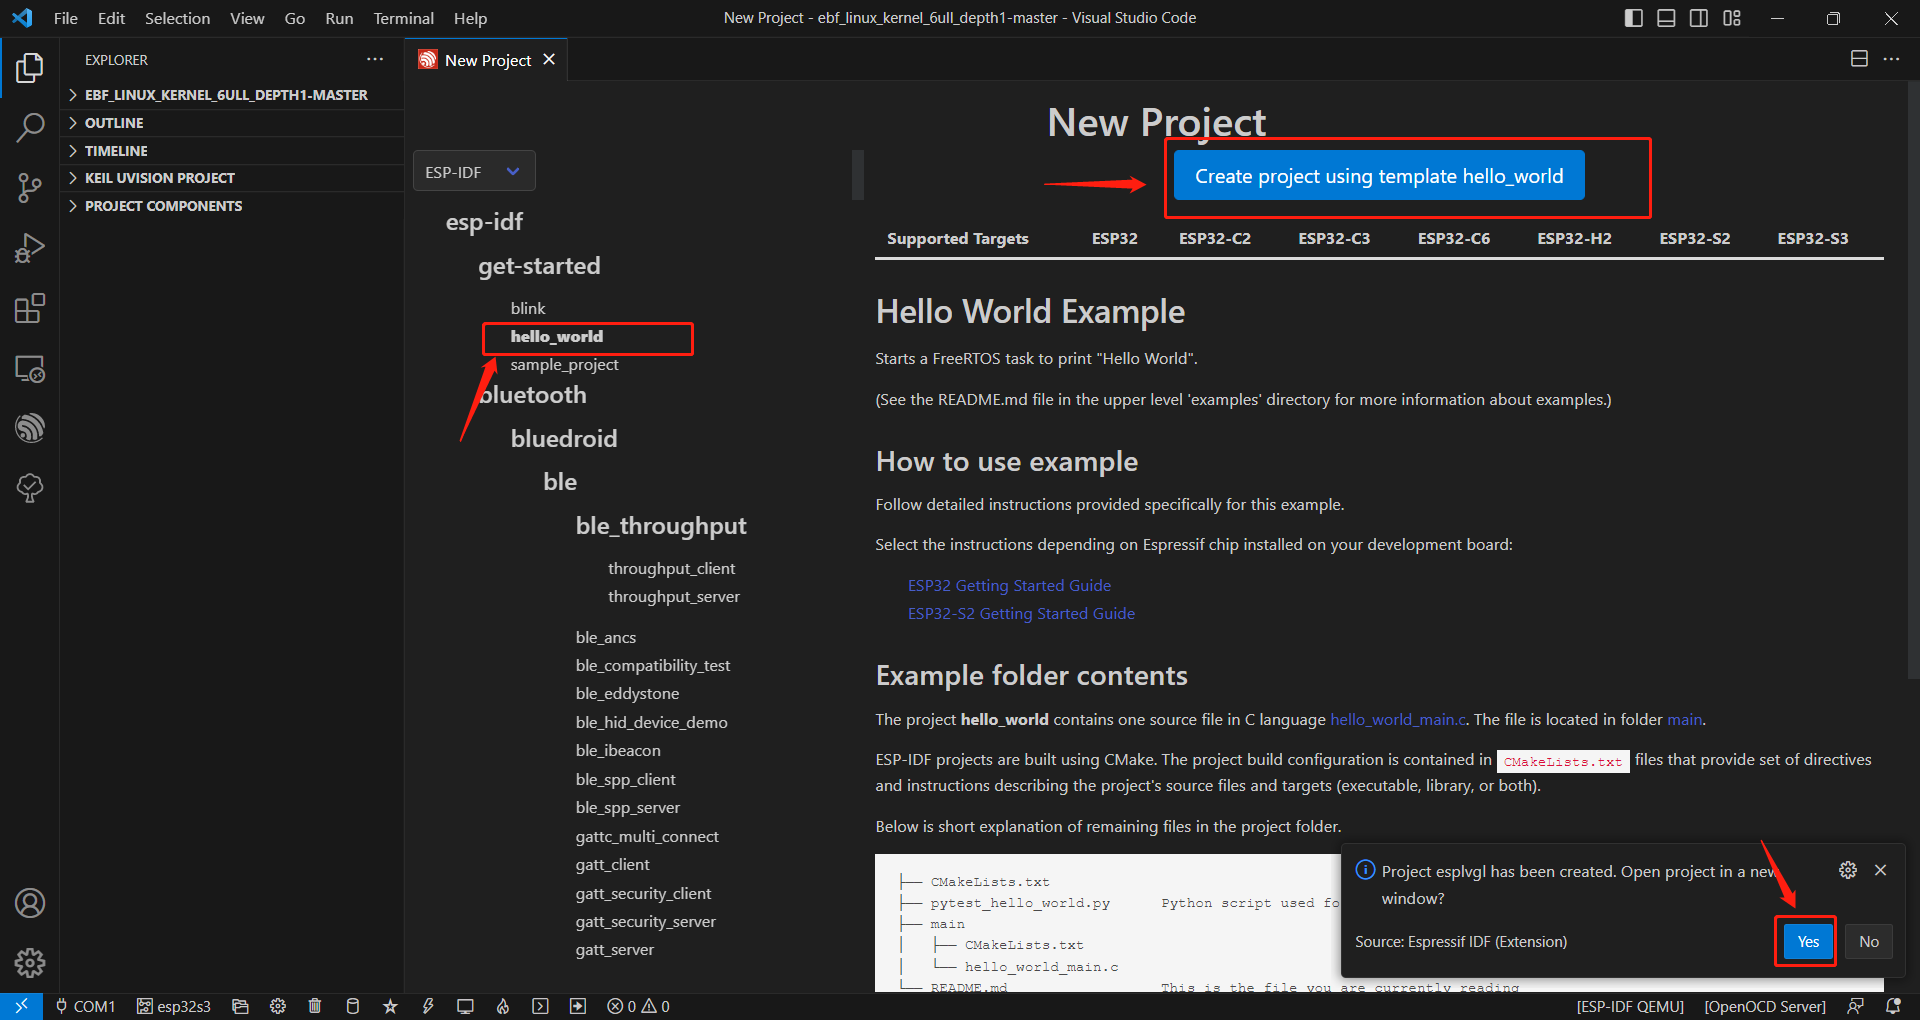 File Edit Selection View Go Run Terminal Help
New Project - ebf_linux_kernel_6ull_depth1-master - Visual Studio Code
EXPLORER
EBF_LINUX_KERNEL_6ULL_DEPTH1-MASTER
OUTLINE
TIMELINE
KEIL UVISION PROJECT
PROJECT COMPONENTS
New Project
ESP-IDF
esp-idf
get-started
blink
hello_world
sample_project
bluetooth
bluedroid
ble
ble_throughput
throughput_client
throughput_server
ble_ancs
ble_compatibility_test
ble_eddystone
ble_hid_device_demo
ble_ibeacon
ble_spp_client
ble_spp_server
gattc_multi_connect
gatt_client
gatt_security_client
gatt_security_server
gatt_server
New Project
Create project using template hello_world
Supported Targets ESP32 ESP32-C2 ESP32-C3 ESP32-C6 ESP32-H2 ESP32-S2 ESP32-S3
Hello World Example
Starts a FreeRTOS task to print "Hello World".
(See the README.md file in the upper level 'examples' directory for more information about examples.)
How to use example
Follow detailed instructions provided specifically for this example.
Select the instructions depending on Espressif chip installed on your development board:
ESP32 Getting Started Guide
ESP32-S2 Getting Started Guide
Example folder contents
The project hello_world contains one source file in C language hello_world_main.c. The file is located in folder main.
ESP-IDF projects are built using CMake. The project build configuration is contained in CMakeLists.txt files that provide set of directives
and instructions describing the project's source files and targets (executable, library, or both).
Below is short explanation of remaining files in the project folder.
├── CMakeLists.txt
├── pytest_hello_world.py Python script used fo
├── main
│ ├── CMakeLists.txt
│ └── hello_world_main.c
└── README.md This is the file you are currently reading
Project esplvgl has been created. Open project in a new
window?
Source: Espressif IDF (Extension)
Yes No
COM1 esp32s3 0 0 [ESP-IDF QEMU] [OpenOCD Server]